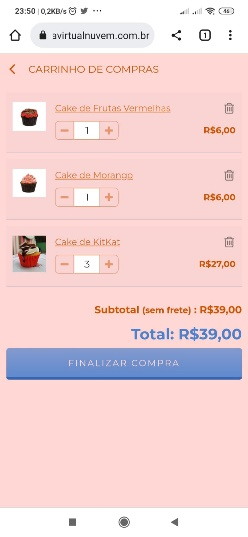 23:50 | 0,2KB/s
46
avirtualnuvem.com.br
1
CARRINHO DE COMPRAS
Cake de Frutas Vermelhas
− 1 +
R$6,00
Cake de Morango
− 1 +
R$6,00
Cake de KitKat
− 3 +
R$27,00
Subtotal (sem frete) : R$39,00
Total: R$39,00
FINALIZAR COMPRA